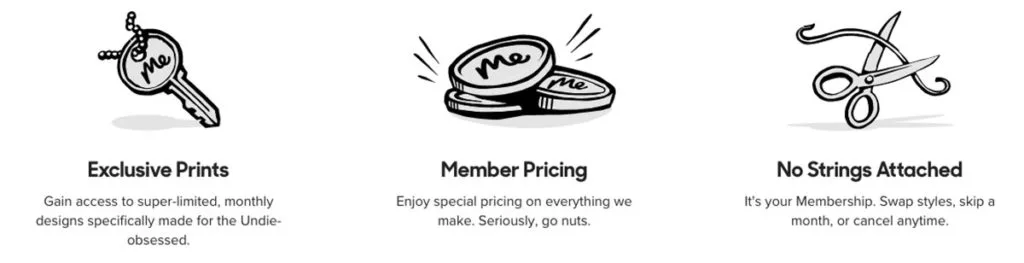 me
me
me
Exclusive Prints
Gain access to super-limited, monthly
designs specifically made for the Undie-
obsessed.
Member Pricing
Enjoy special pricing on everything we
make. Seriously, go nuts.
No Strings Attached
It's your Membership. Swap styles, skip a
month, or cancel anytime.